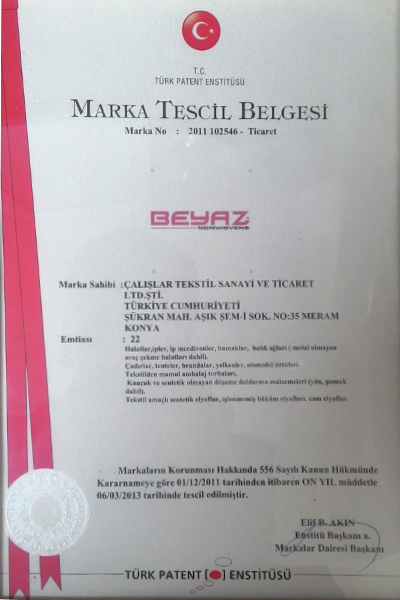 T.C.
TÜRK PATENT ENSTİTÜSÜ
MARKA TESCİL BELGESİ
Marka No : 2011 102546 - Ticaret
BEYAZ
NONWOVENS
Marka Sahibi : ÇALIŞLAR TEKSTİL SANAYİ VE TİCARET
LTD.ŞTİ.
TÜRKİYE CUMHURİYETİ
ŞÜKRAN MAH. AŞIK ŞEM-İ SOK. NO:35 MERAM
KONYA
Emtiası : 22
Halatlar,ipler, ip merdivenler, hamaklar, balık ağları ( metal olmayan
araç çekme halatları dahil).
Çadırlar, tenteler, brandalar, yelkenler, otomobil örtüleri.
Tekstilden mamul ambalaj torbaları.
Kauçuk ve sentetik olmayan döşeme doldurma malzemeleri (yün, pamuk
dahil).
Tekstil amaçlı sentetik elyaflar, işlenmemiş büküm elyafları, cam elyaflar.
Markaların Korunması Hakkında 556 Sayılı Kanun Hükmünde
Kararnameye göre 01/12/2011 tarihinden itibaren ON YIL müddetle
06/03/2013 tarihinde tescil edilmiştir.
Elif B. AKIN
Enstitü Başkanı a.
Markalar Dairesi Başkanı
TÜRK PATENT ENSTİTÜSÜ